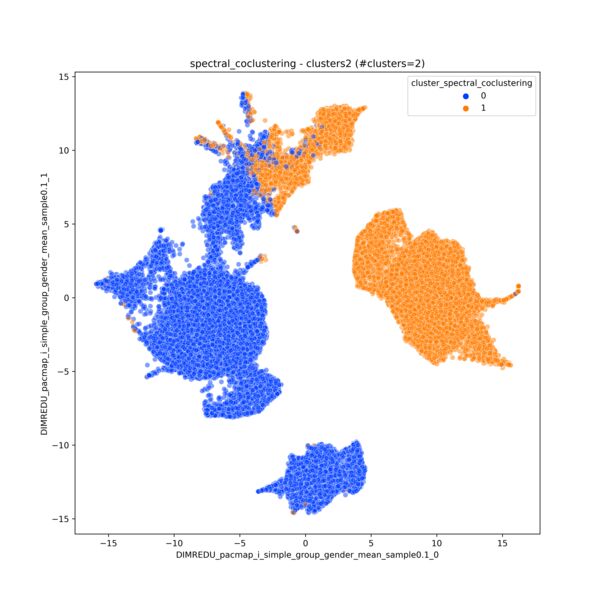 spectral_coclustering - clusters2 (#clusters=2)
cluster_spectral_coclustering
0
1
15
10
5
0
−5
−10
−15
DIMREDU_pacmap_i_simple_group_gender_mean_sample0.1_1
−15 −10 −5 0 5 10 15
DIMREDU_pacmap_i_simple_group_gender_mean_sample0.1_0